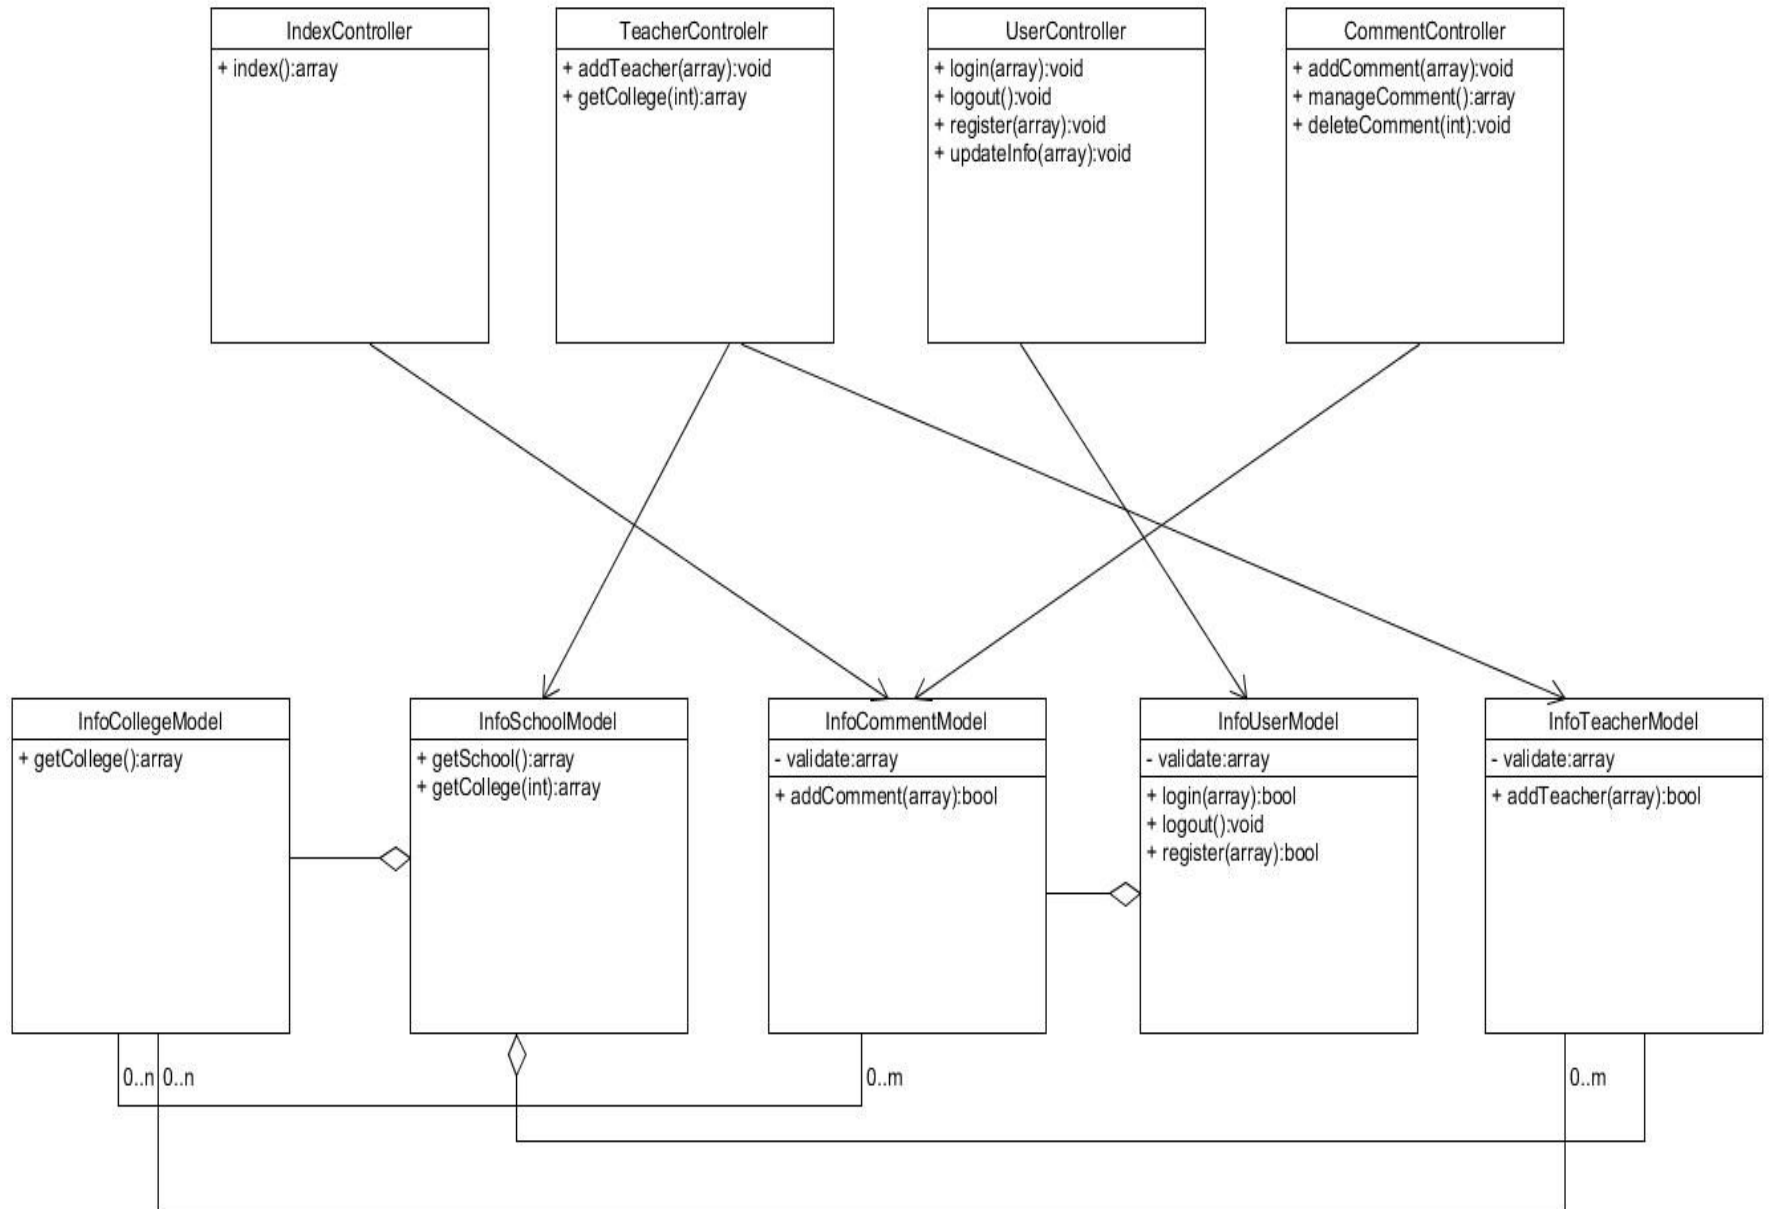 IndexController
+ index():array
TeacherControlelr
+ addTeacher(array):void
+ getCollege(int):array
UserController
+ login(array):void
+ logout():void
+ register(array):void
+ updateInfo(array):void
CommentController
+ addComment(array):void
+ manageComment():array
+ deleteComment(int):void
InfoCollegeModel
+ getCollege():array
InfoSchoolModel
+ getSchool():array
+ getCollege(int):array
InfoCommentModel
- validate:array
+ addComment(array):bool
InfoUserModel
- validate:array
+ login(array):bool
+ logout():void
+ register(array):bool
InfoTeacherModel
- validate:array
+ addTeacher(array):bool
0..n
0..n
0..m
0..m